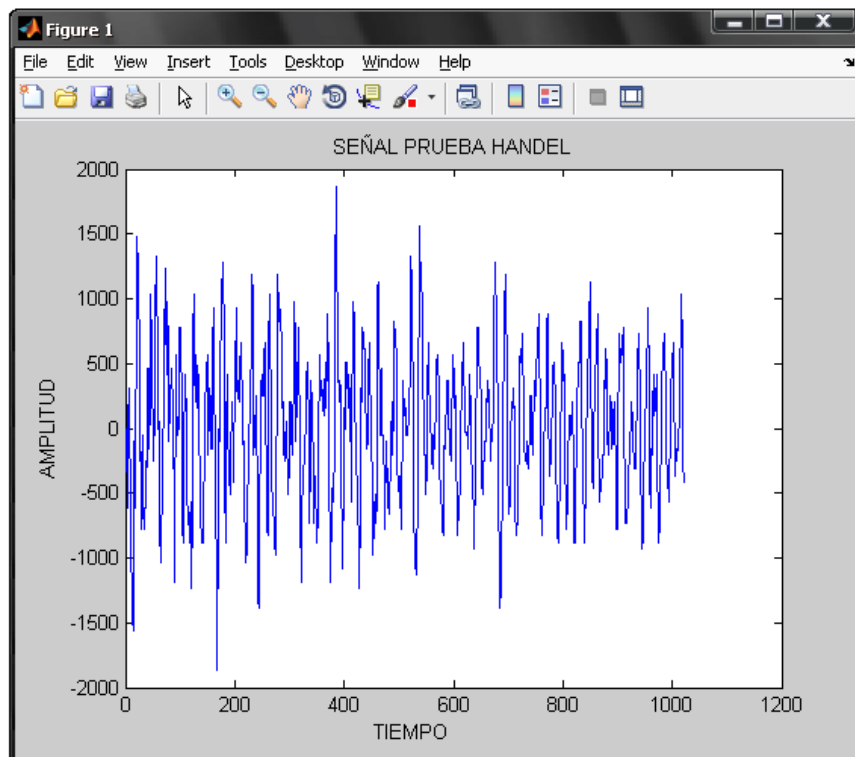 Figure 1
File Edit View Insert Tools Desktop Window Help
SEÑAL PRUEBA HANDEL
2000
1500
1000
500
0
-500
-1000
-1500
-2000
AMPLITUD
0 200 400 600 800 1000 1200
TIEMPO